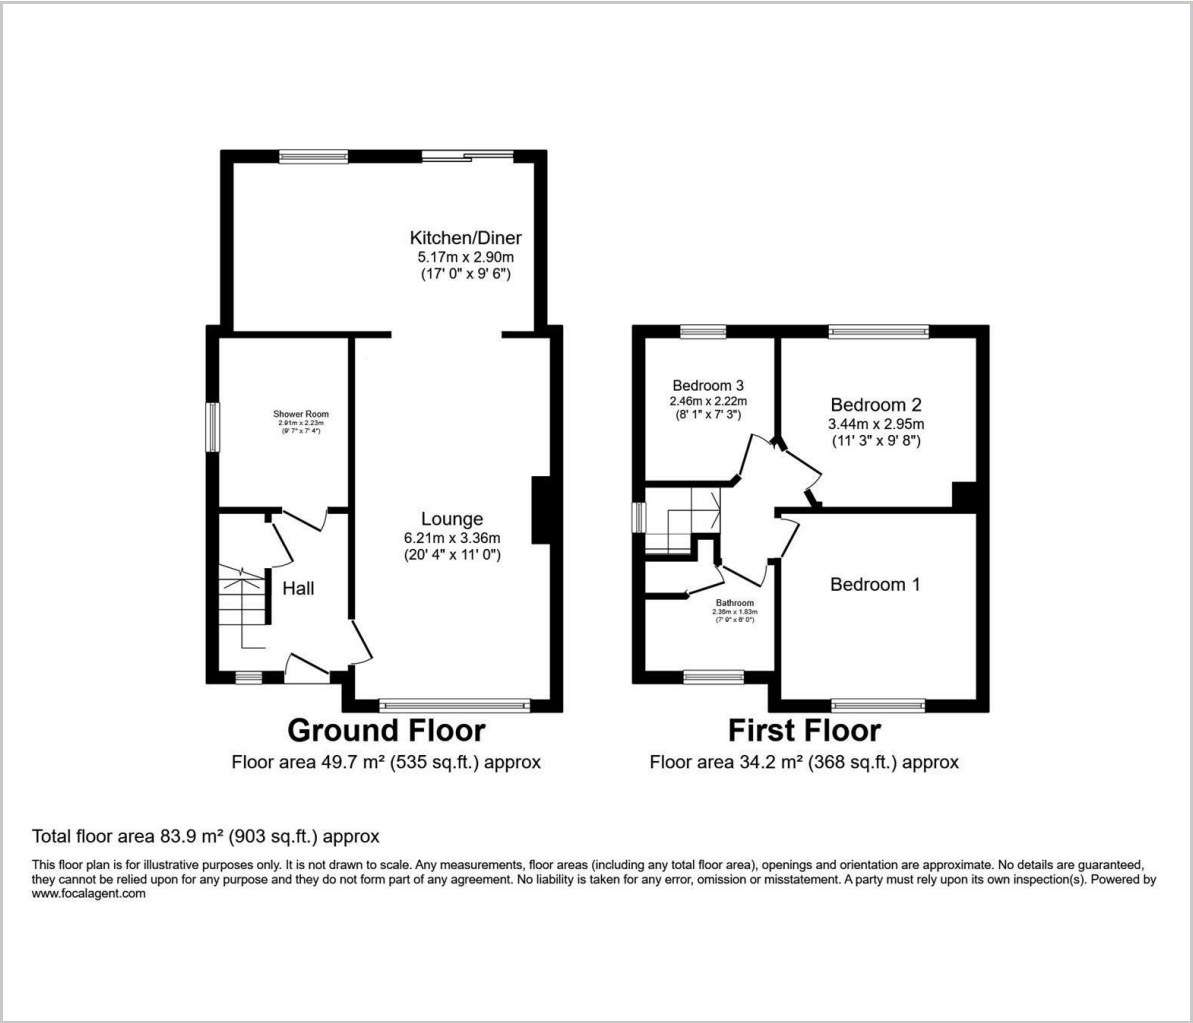 Kitchen/Diner
5.17m x 2.90m
(17' 0" x 9' 6")
Shower Room
2.91m x 2.23m
(9' 7" x 7' 4")
Lounge
6.21m x 3.36m
(20' 4" x 11' 0")
Hall
Ground Floor
Floor area 49.7 m² (535 sq.ft.) approx
Bedroom 3
2.46m x 2.22m
(8' 1" x 7' 3")
Bedroom 2
3.44m x 2.95m
(11' 3" x 9' 8")
Bedroom 1
Bathroom
2.36m x 1.83m
(7' 9" x 6' 0")
First Floor
Floor area 34.2 m² (368 sq.ft.) approx
Total floor area 83.9 m² (903 sq.ft.) approx
This floor plan is for illustrative purposes only. It is not drawn to scale. Any measurements, floor areas (including any total floor area), openings and orientation are approximate. No details are guaranteed,
they cannot be relied upon for any purpose and they do not form part of any agreement. No liability is taken for any error, omission or misstatement. A party must rely upon its own inspection(s). Powered by
www.focalagent.com